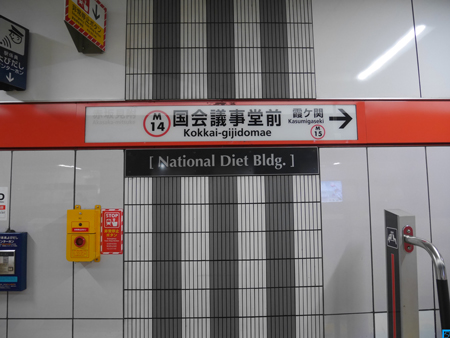 M
14
国会議事堂前
Kokkai-gijidomae
霞ケ関
Kasumigaseki
M
15
[ National Diet Bldg. ]
STOP